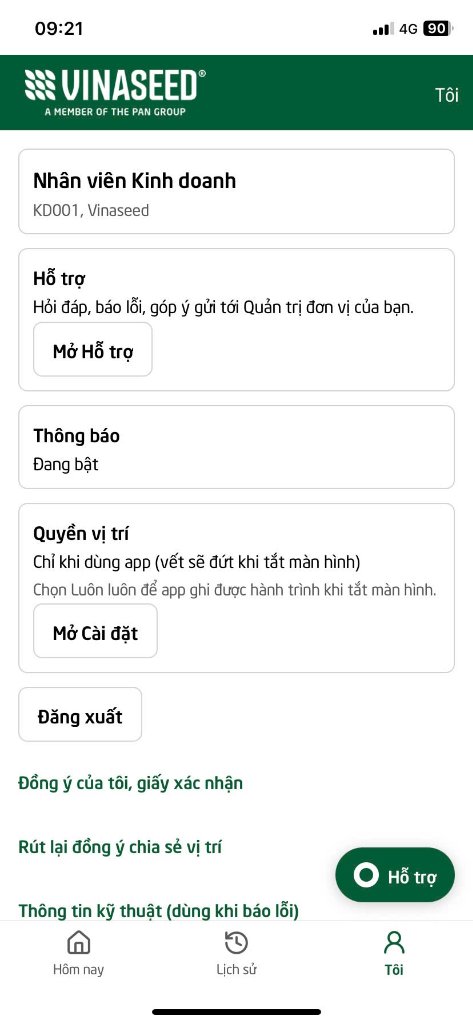 09:21
4G 90
VINASEED®
A MEMBER OF THE PAN GROUP
Tôi
Nhân viên Kinh doanh
KD001, Vinaseed
Hỗ trợ
Hỏi đáp, báo lỗi, góp ý gửi tới Quản trị đơn vị của bạn.
Mở Hỗ trợ
Thông báo
Đang bật
Quyền vị trí
Chỉ khi dùng app (vết sẽ đứt khi tắt màn hình)
Chọn Luôn luôn để app ghi được hành trình khi tắt màn hình.
Mở Cài đặt
Đăng xuất
Đồng ý của tôi, giấy xác nhận
Rút lại đồng ý chia sẻ vị trí
Hỗ trợ
Thông tin kỹ thuật (dùng khi báo lỗi)
Hôm nay
Lịch sử
Tôi